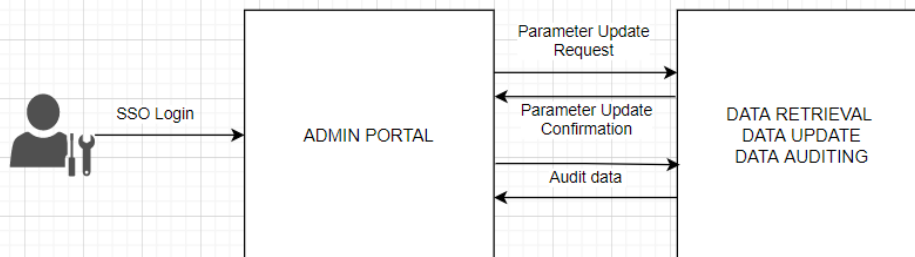 Parameter Update
Request
SSO Login
Parameter Update
Confirmation
ADMIN PORTAL
DATA RETRIEVAL
DATA UPDATE
DATA AUDITING
Audit data